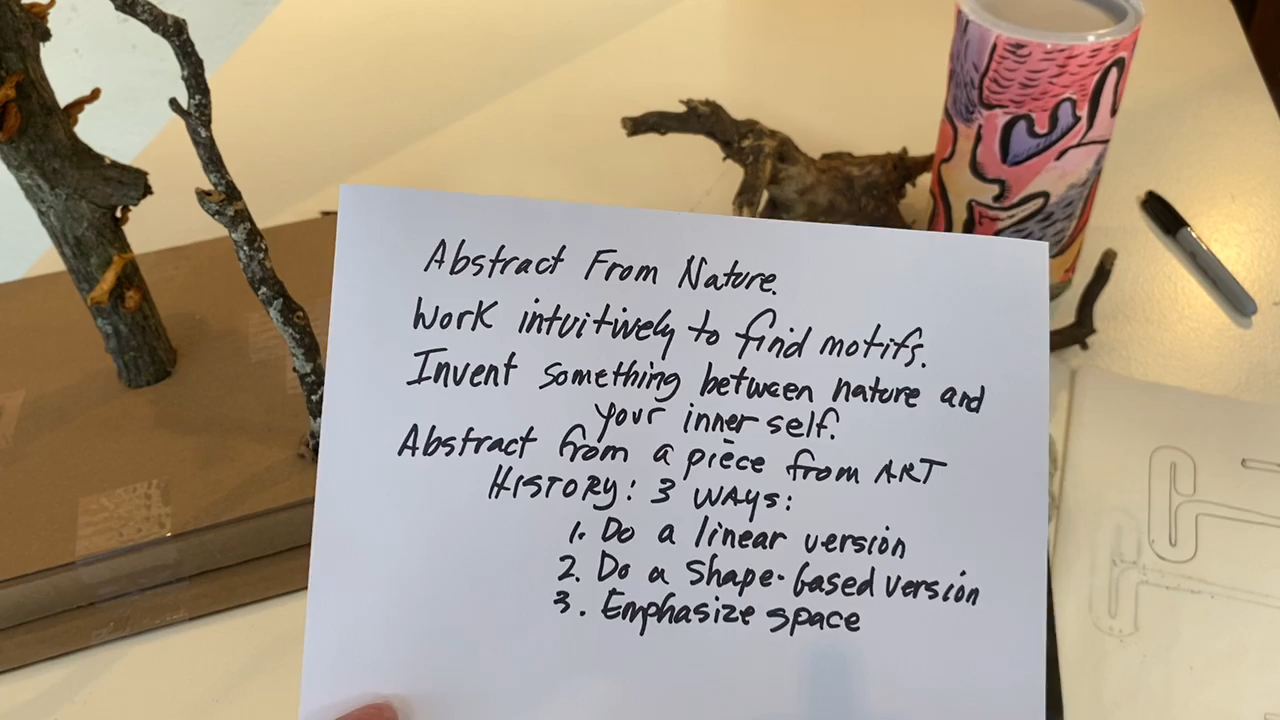 Abstract From Nature.
Work intuitively to find motifs.
Invent something between nature and
your inner self.
Abstract from a piece from ART
HISTORY: 3 WAYS:
1. Do a linear version
2. Do a Shape-based version
3. Emphasize space